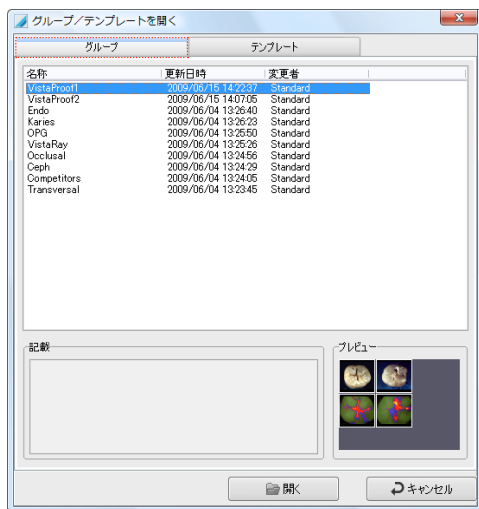 グループ/テンプレートを開く
グループ テンプレート
名称 更新日時 変更者
VistaProof1 2009/06/15 14:22:37 Standard
VistaProof2 2009/06/15 14:07:05 Standard
Endo 2009/06/04 13:26:40 Standard
Karies 2009/06/04 13:26:23 Standard
OPG 2009/06/04 13:25:50 Standard
VistaRay 2009/06/04 13:25:26 Standard
Occlusal 2009/06/04 13:24:56 Standard
Ceph 2009/06/04 13:24:29 Standard
Competitors 2009/06/04 13:24:05 Standard
Transversal 2009/06/04 13:23:45 Standard
記載 プレビュー
開く キャンセル